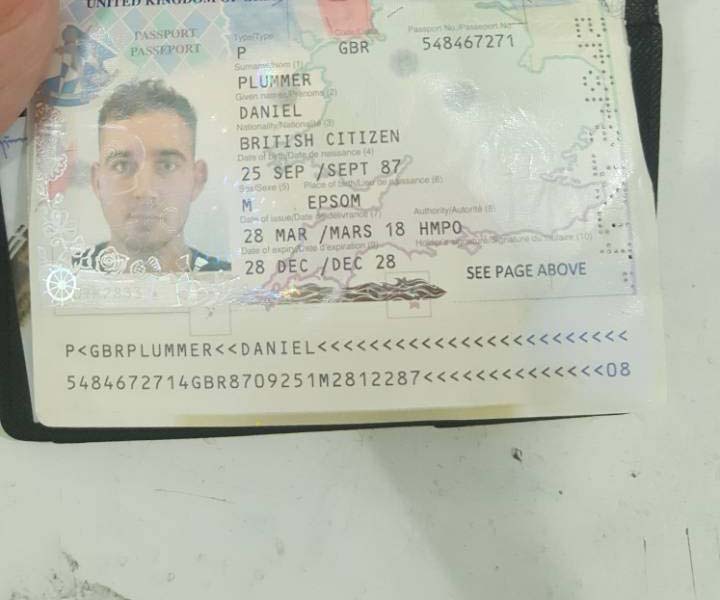 UNITED KINGDOM OF
PASSPORT
PASSEPORT
Type/Type
P
GBR
Passport No./Passeport No.
548467271
Surname/Nom (1)
PLUMMER
Given names/Prénoms (2)
DANIEL
Nationality/Nationalité (3)
BRITISH CITIZEN
Date of birth/Date de naissance (4)
25 SEP /SEPT 87
Sex/Sexe (5) Place of birth/Lieu de naissance (6)
M EPSOM
Date of issue/Date de délivrance (7) Authority/Autorité (8)
28 MAR /MARS 18 HMPO
Date of expiry/Date d'expiration (9) Holder's signature/Signature du titulaire (10)
28 DEC /DEC 28
SEE PAGE ABOVE
P<GBRPLUMMER<<DANIEL<<<<<<<<<<<<<<<<<<<<<<<<
5484672714GBR8709251M2812287<<<<<<<<<<<<<<08